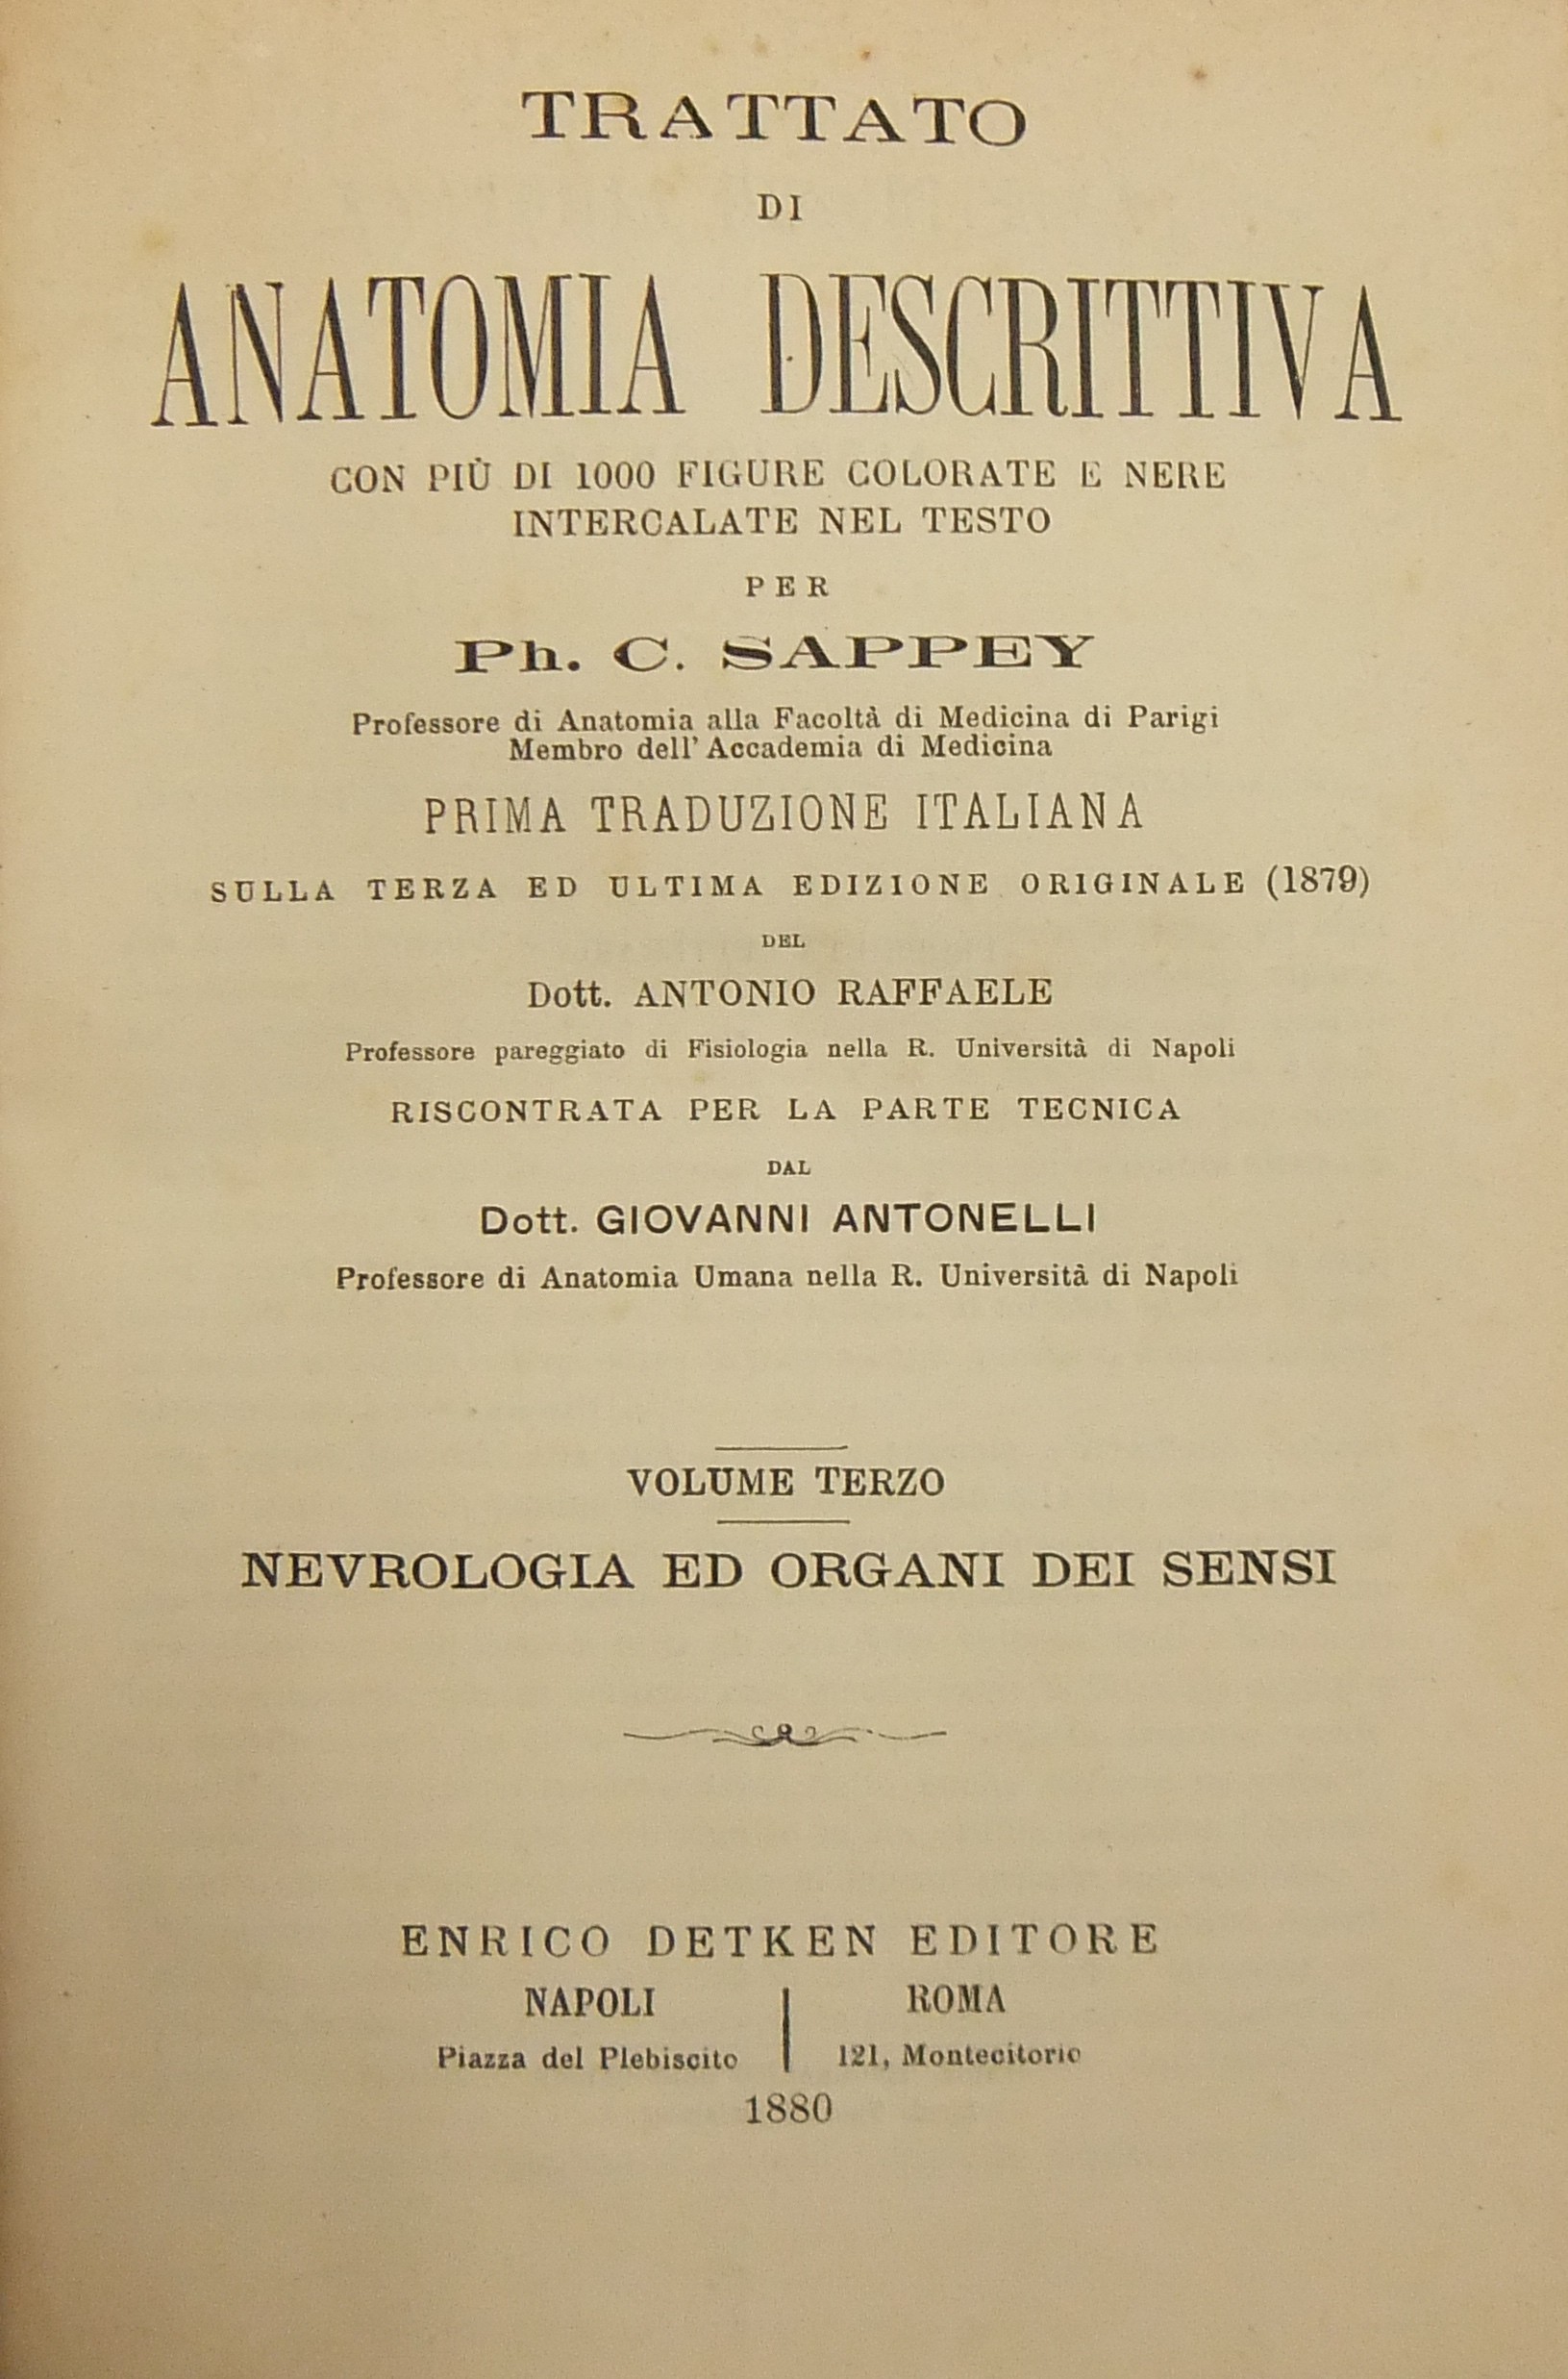 TRATTATO
DI
ANATOMIA DESCRITTIVA
CON PIÙ DI 1000 FIGURE COLORATE E NERE
INTERCALATE NEL TESTO
PER
Ph. C. SAPPEY
Professore di Anatomia alla Facoltà di Medicina di Parigi
Membro dell' Accademia di Medicina
PRIMA TRADUZIONE ITALIANA
SULLA TERZA ED ULTIMA EDIZIONE ORIGINALE (1879)
DEL
Dott. ANTONIO RAFFAELE
Professore pareggiato di Fisiologia nella R. Università di Napoli
RISCONTRATA PER LA PARTE TECNICA
DAL
Dott. GIOVANNI ANTONELLI
Professore di Anatomia Umana nella R. Università di Napoli
VOLUME TERZO
NEVROLOGIA ED ORGANI DEI SENSI
ENRICO DETKEN EDITORE
NAPOLI
Piazza del Plebiscito
ROMA
121, Montecitorio
1880